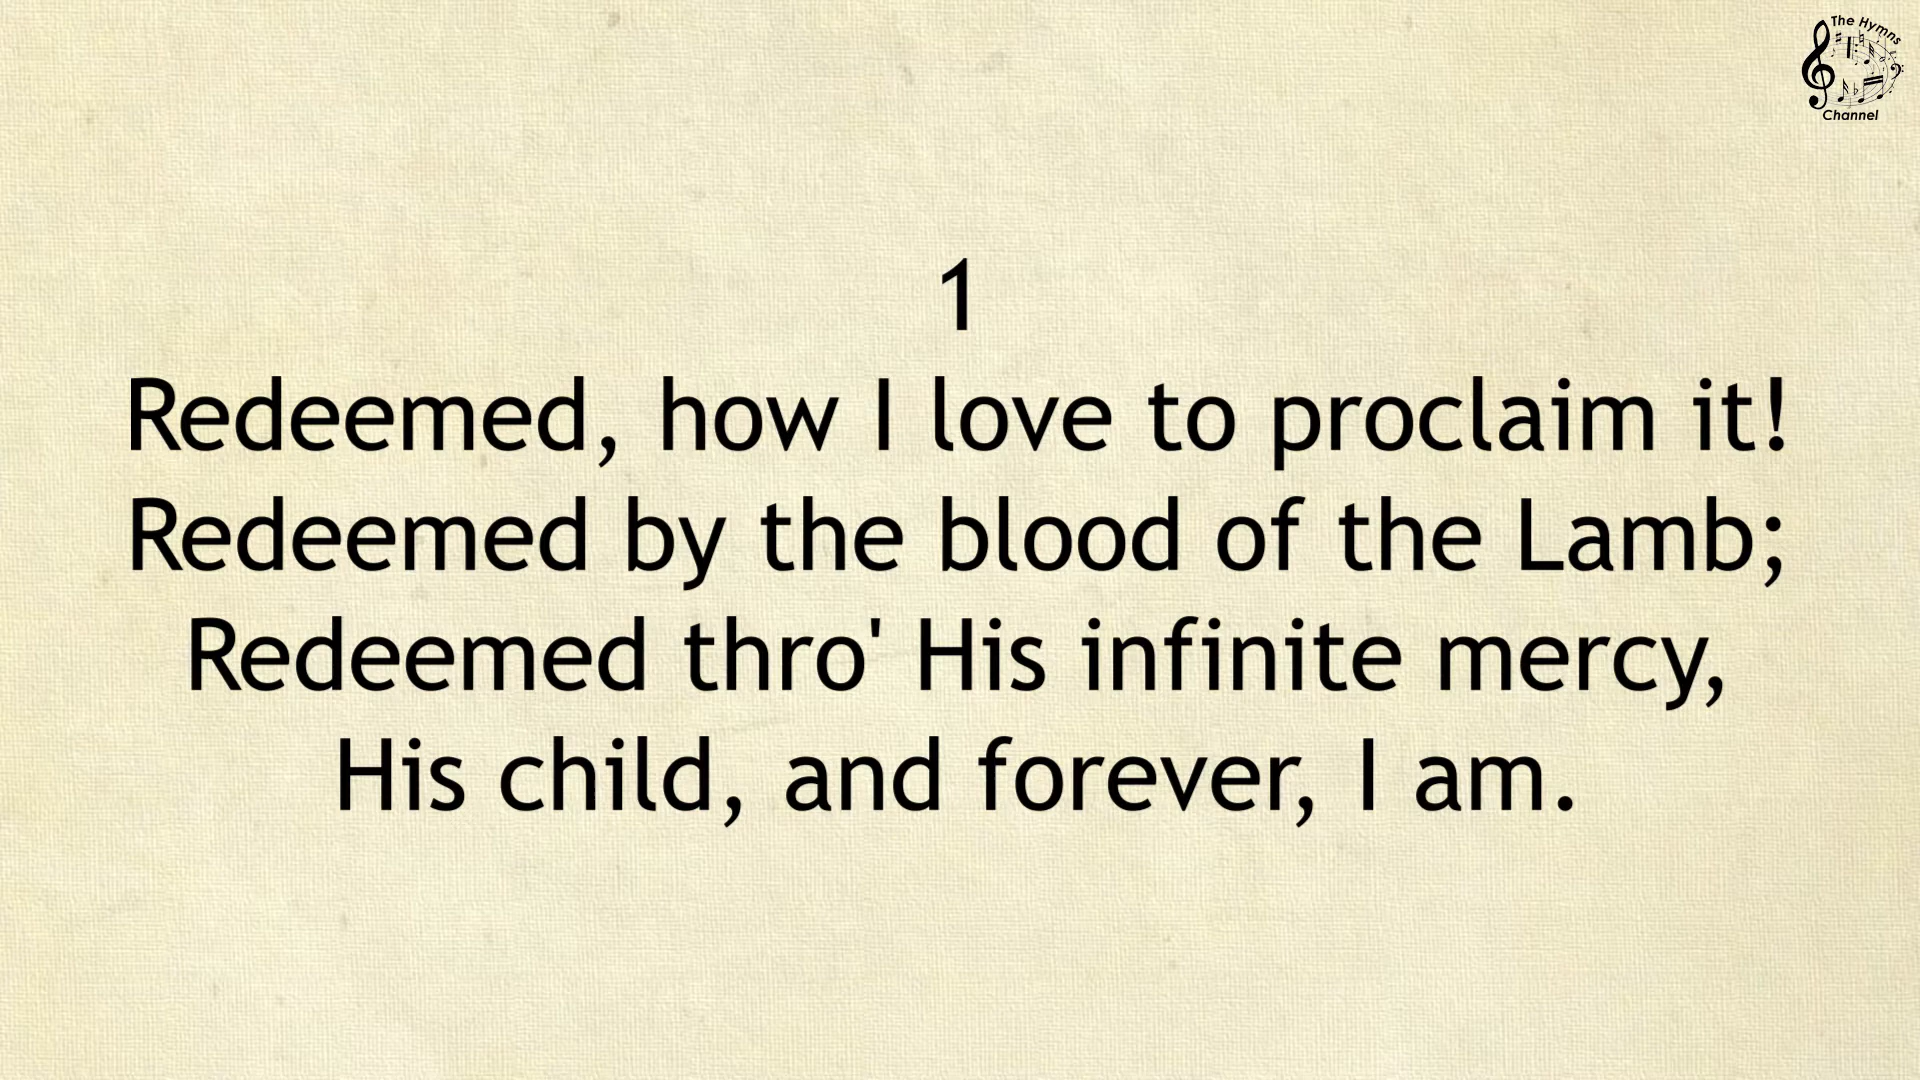 The Hymns
Channel
1
Redeemed, how I love to proclaim it!
Redeemed by the blood of the Lamb;
Redeemed thro' His infinite mercy,
His child, and forever, I am.